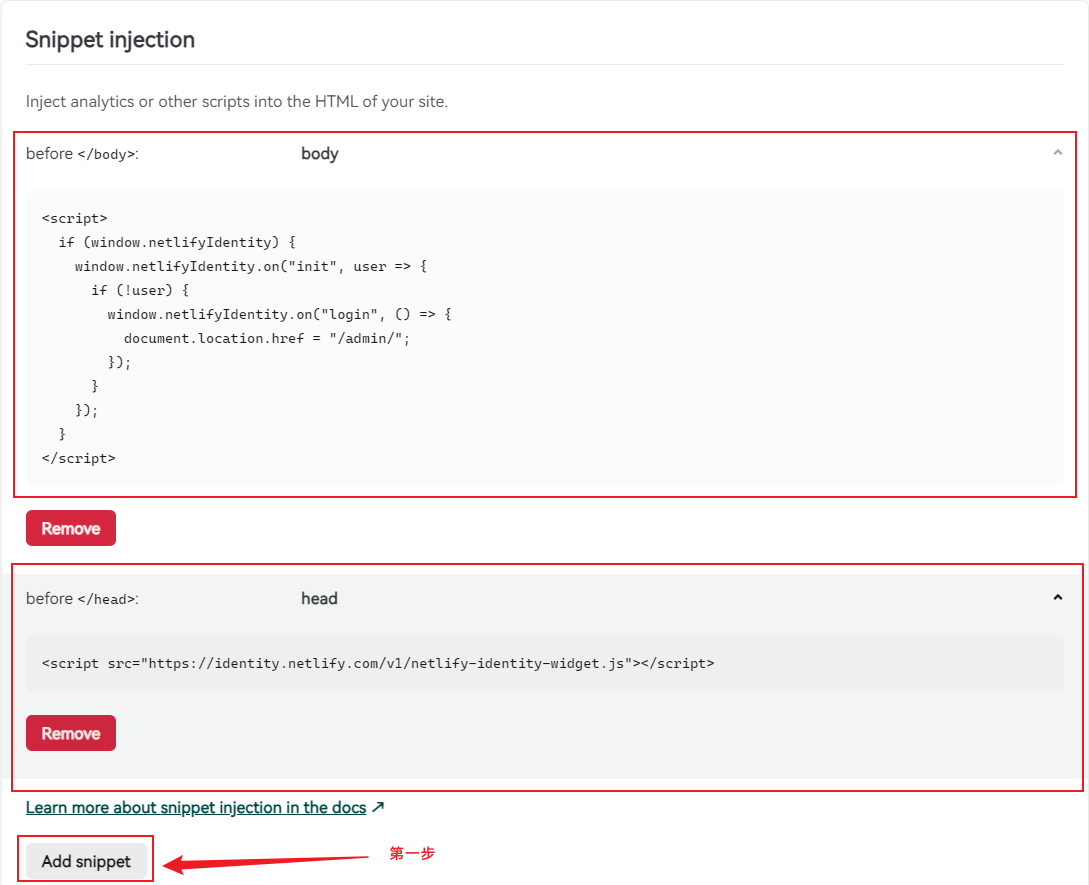 Snippet injection
Inject analytics or other scripts into the HTML of your site.
before </body>: body
<script>
  if (window.netlifyIdentity) {
    window.netlifyIdentity.on("init", user => {
      if (!user) {
        window.netlifyIdentity.on("login", () => {
          document.location.href = "/admin/";
        });
      }
    });
  }
</script>
Remove
before </head>: head
<script src="https://identity.netlify.com/v1/netlify-identity-widget.js"></script>
Remove
Learn more about snippet injection in the docs ↗
Add snippet 第一步